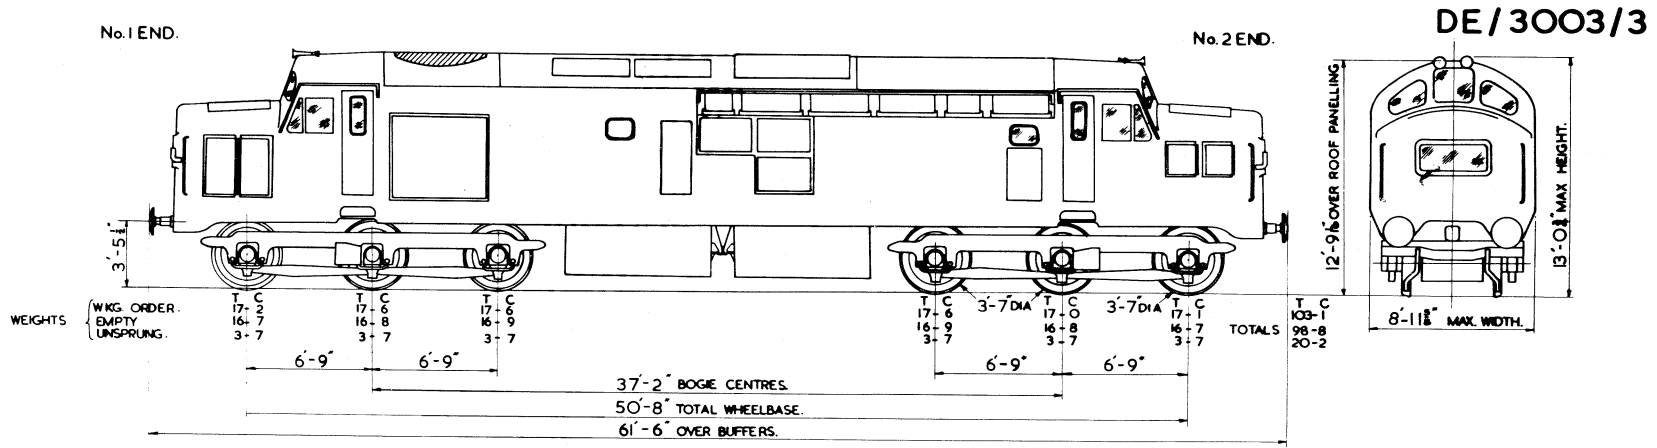 DE/3003/3
No. 1 END.
No. 2 END.
12'-9⅛" OVER ROOF PANELLING
13'-0¾" MAX HEIGHT.
3'-5½"
WEIGHTS
WKG. ORDER.
EMPTY
UNSPRUNG.
T C T C T C T C T C T C T C
17-2 17-6 17-6 17-6 17-0 17-1 103-1
16-7 16-8 16-9 16-9 16-8 16-7 98-8
3-7 3-7 3-7 3-7 3-7 3-7 20-2
3'-7" DIA 3'-7" DIA
TOTALS
8'-11⅝" MAX. WIDTH.
6'-9" 6'-9" 6'-9" 6'-9"
37'-2" BOGIE CENTRES.
50'-8" TOTAL WHEELBASE.
61'-6" OVER BUFFERS.